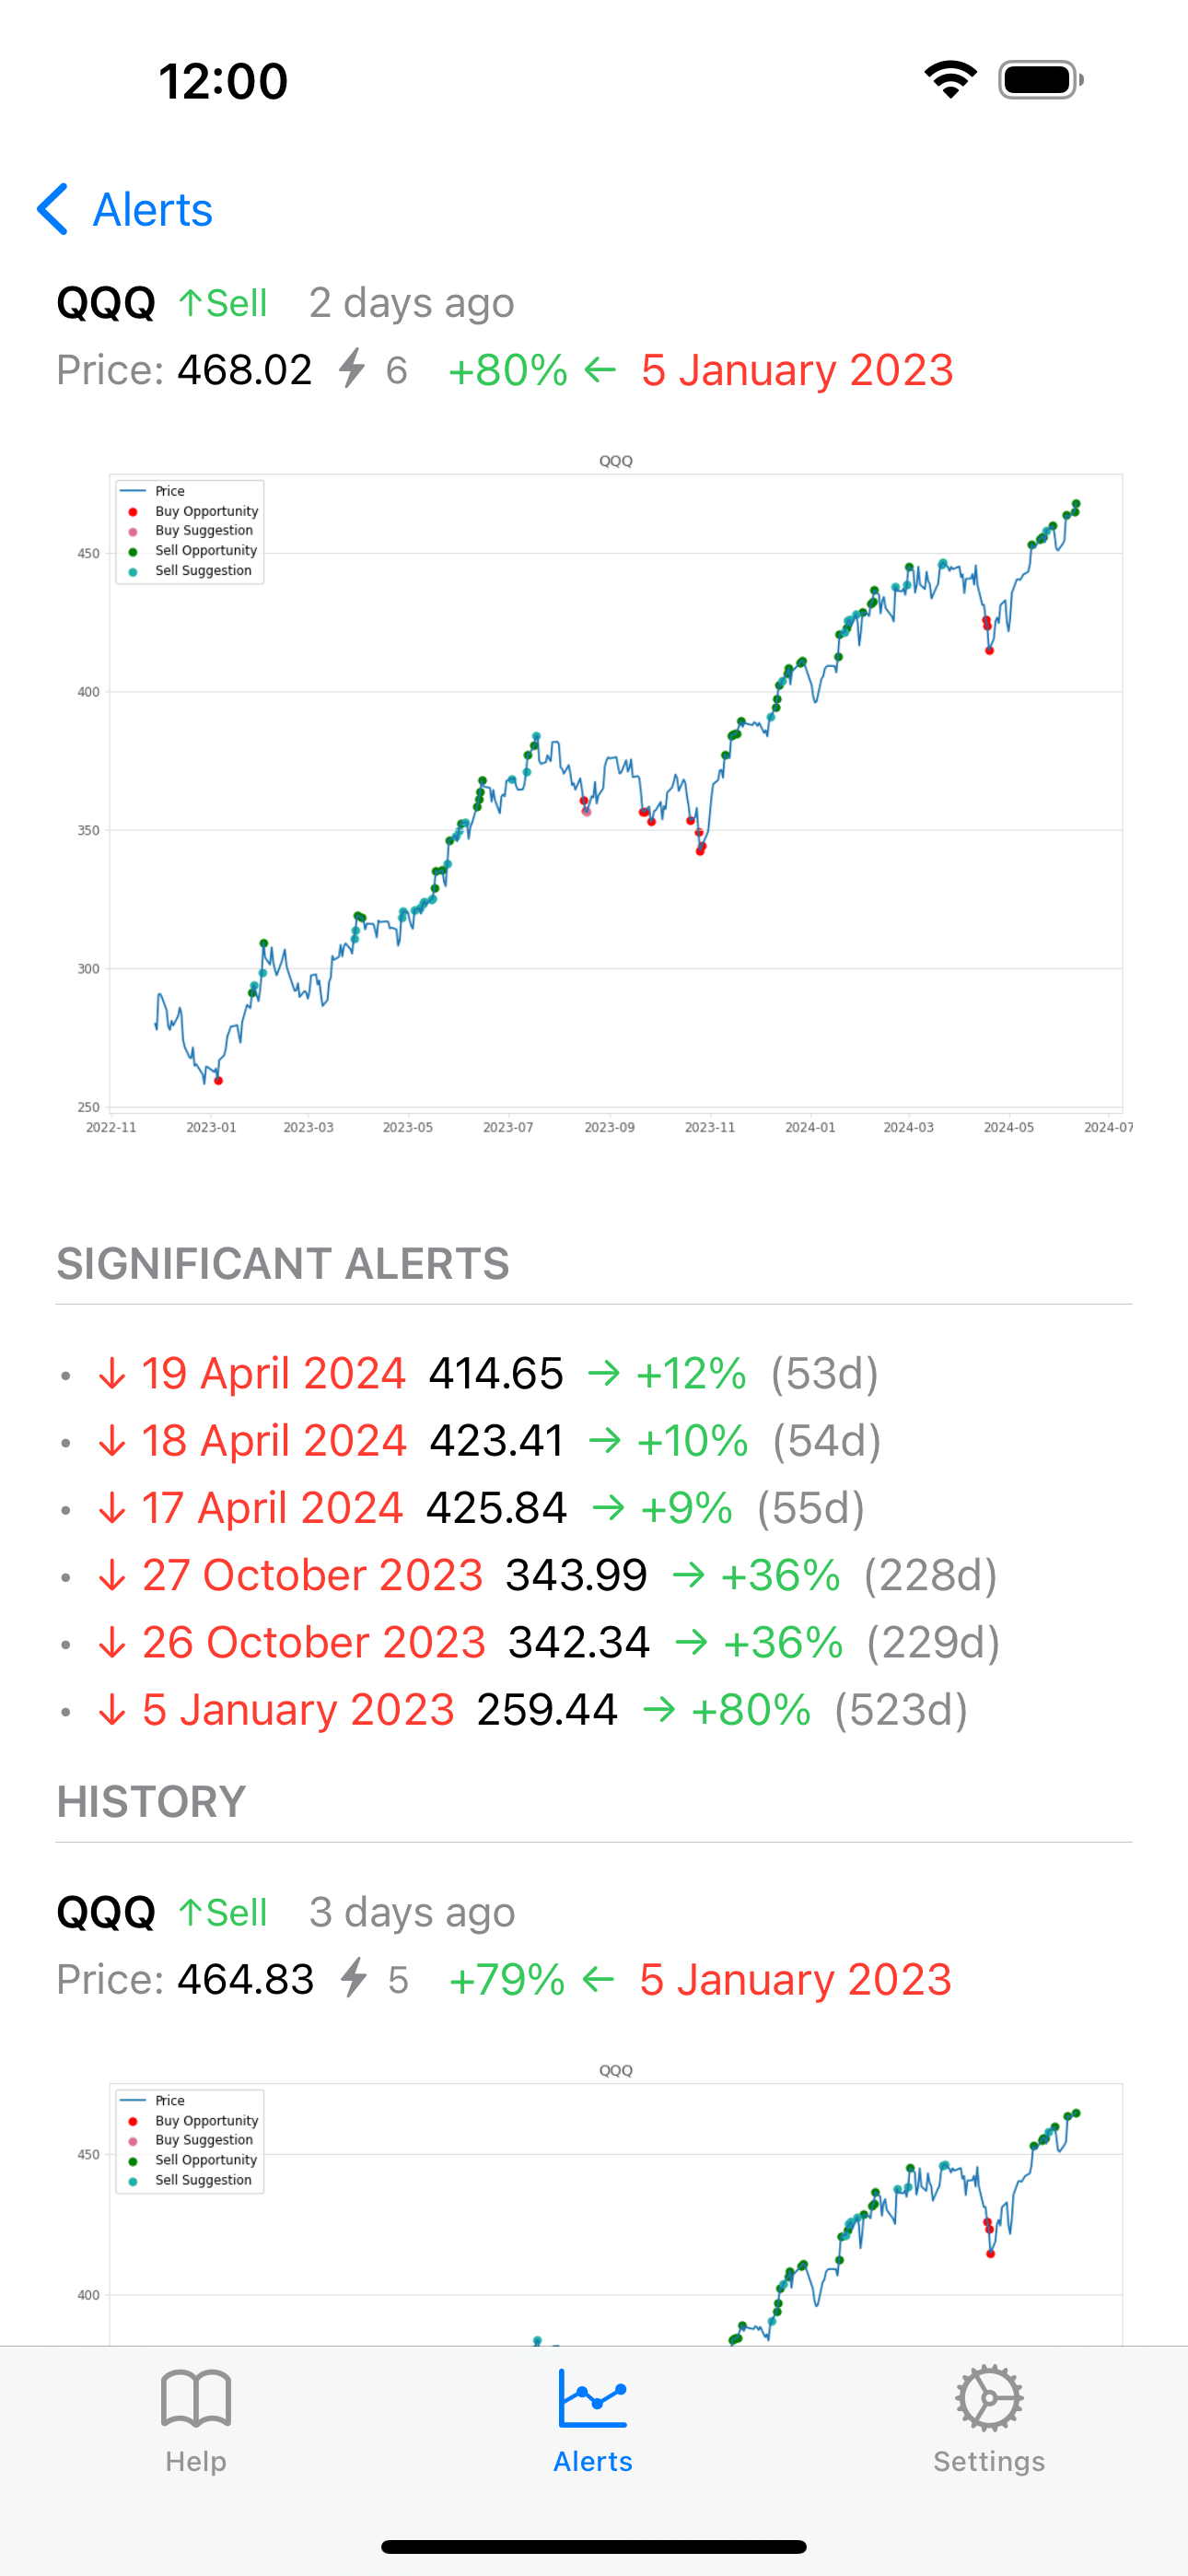 12:00
Alerts
QQQ ↑Sell 2 days ago
Price: 468.02 6 +80% ← 5 January 2023
QQQ
Price
Buy Opportunity
Buy Suggestion
Sell Opportunity
Sell Suggestion
450
400
350
300
250
2022-11 2023-01 2023-03 2023-05 2023-07 2023-09 2023-11 2024-01 2024-03 2024-05 2024-07
SIGNIFICANT ALERTS
• ↓ 19 April 2024 414.65 → +12% (53d)
• ↓ 18 April 2024 423.41 → +10% (54d)
• ↓ 17 April 2024 425.84 → +9% (55d)
• ↓ 27 October 2023 343.99 → +36% (228d)
• ↓ 26 October 2023 342.34 → +36% (229d)
• ↓ 5 January 2023 259.44 → +80% (523d)
HISTORY
QQQ ↑Sell 3 days ago
Price: 464.83 5 +79% ← 5 January 2023
QQQ
Price
Buy Opportunity
Buy Suggestion
Sell Opportunity
Sell Suggestion
450
400
Help Alerts Settings